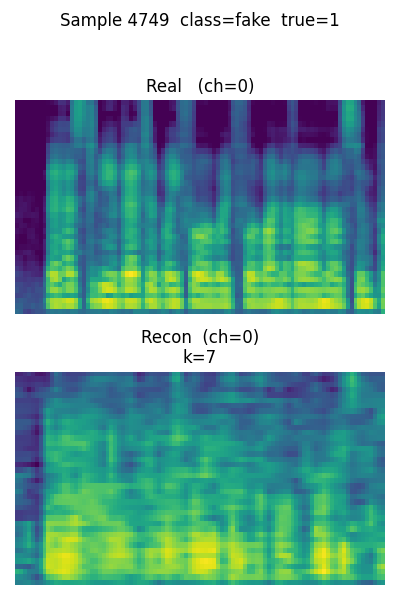 Sample 4749  class=fake  true=1
Real   (ch=0)
Recon  (ch=0)
k=7